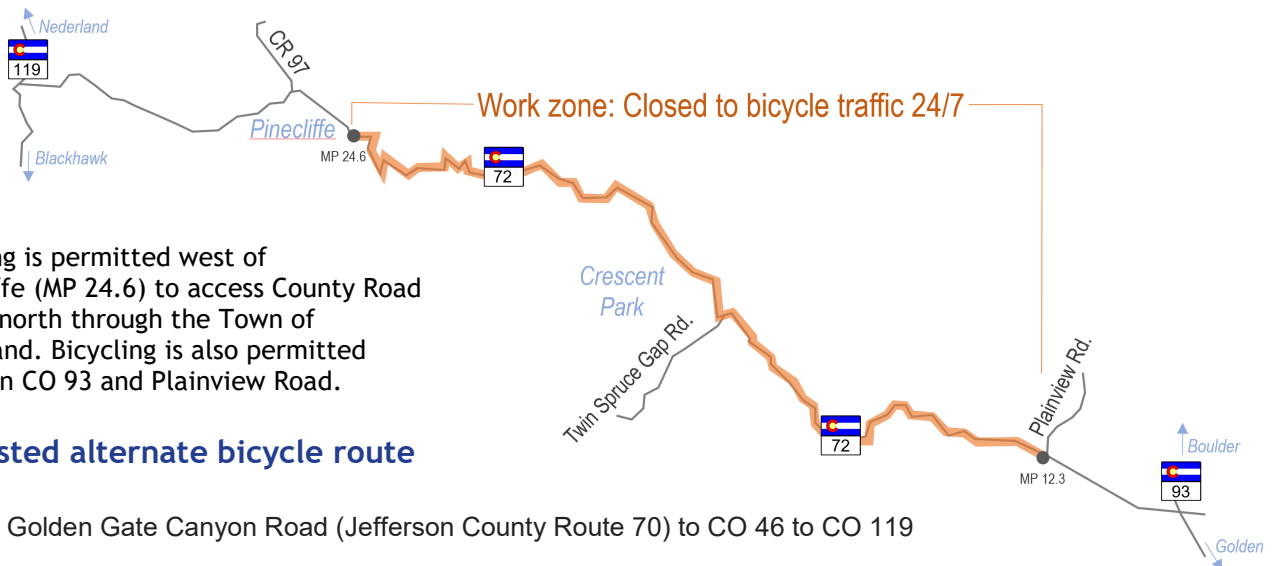 Nederland
119
CR 97
Work zone: Closed to bicycle traffic 24/7
Pinecliffe
MP 24.6
Blackhawk
72
ng is permitted west of
ffe (MP 24.6) to access County Road
north through the Town of
and. Bicycling is also permitted
n CO 93 and Plainview Road.
Crescent
Park
Twin Spruce Gap Rd.
Plainview Rd.
72
MP 12.3
Boulder
93
Golden
sted alternate bicycle route
Golden Gate Canyon Road (Jefferson County Route 70) to CO 46 to CO 119